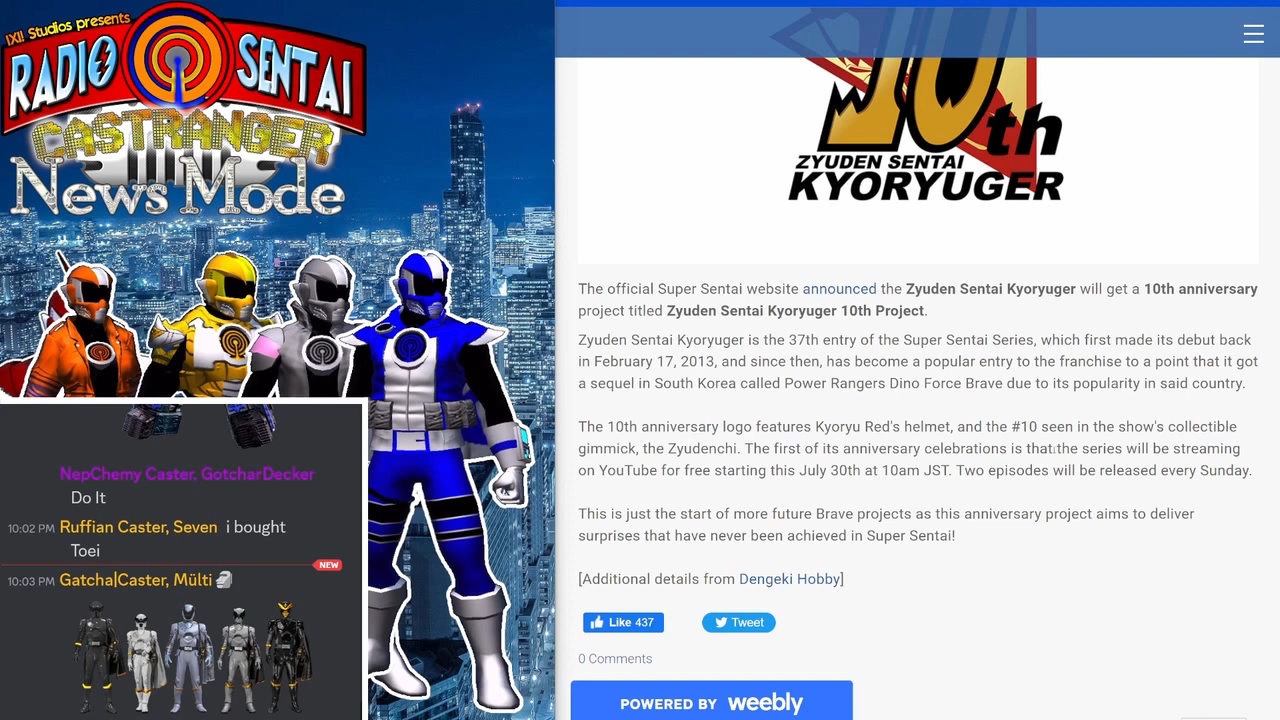 IXI! Studios presents
RADIO SENTAI
CASTRANGER
News Mode
NepChemy Caster, GotcharDecker
Do It
10:02 PM Ruffian Caster, Seven i bought
Toei
NEW
10:03 PM Gatcha|Caster, Mülti
10th
ZYUDEN SENTAI
KYORYUGER
The official Super Sentai website announced the Zyuden Sentai Kyoryuger will get a 10th anniversary
project titled Zyuden Sentai Kyoryuger 10th Project.
Zyuden Sentai Kyoryuger is the 37th entry of the Super Sentai Series, which first made its debut back
in February 17, 2013, and since then, has become a popular entry to the franchise to a point that it got
a sequel in South Korea called Power Rangers Dino Force Brave due to its popularity in said country.
The 10th anniversary logo features Kyoryu Red's helmet, and the #10 seen in the show's collectible
gimmick, the Zyudenchi. The first of its anniversary celebrations is that the series will be streaming
on YouTube for free starting this July 30th at 10am JST. Two episodes will be released every Sunday.
This is just the start of more future Brave projects as this anniversary project aims to deliver
surprises that have never been achieved in Super Sentai!
[Additional details from Dengeki Hobby]
Like 437
Tweet
0 Comments
POWERED BY weebly